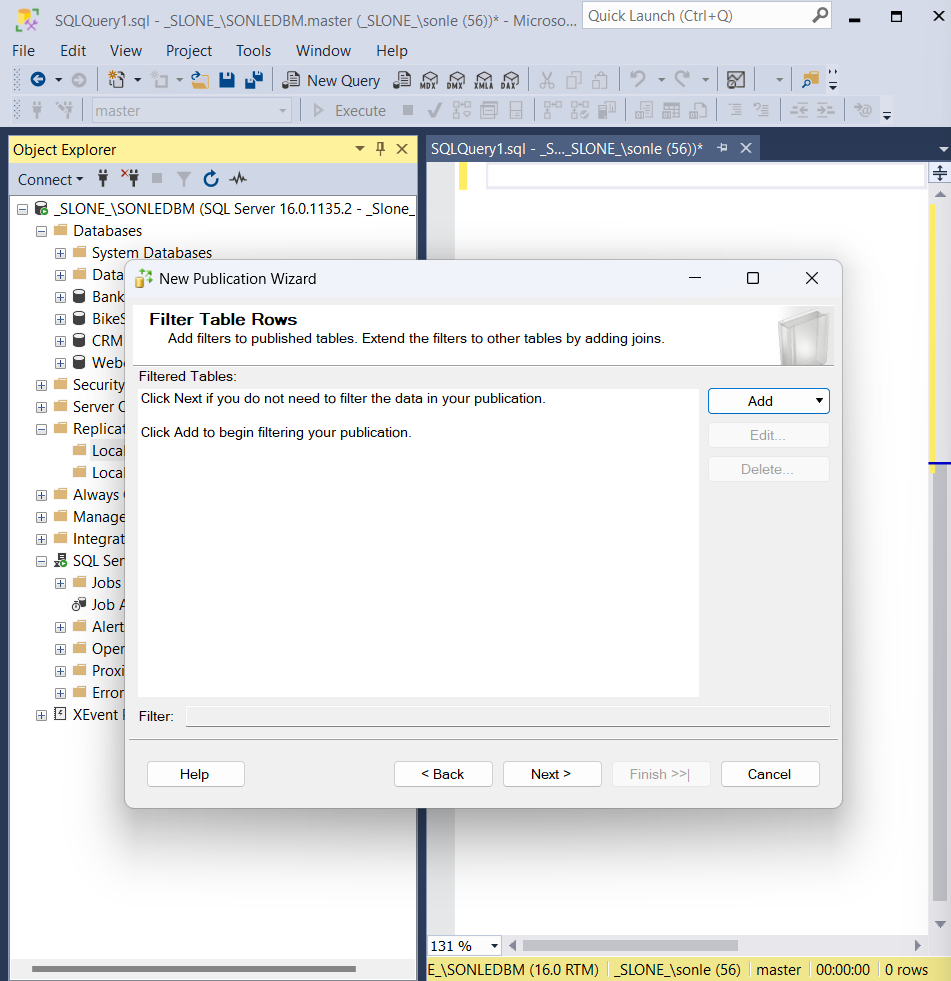 SQLQuery1.sql - _SLONE_\SONLEDBM.master (_SLONE_\sonle (56))* - Microso...
Quick Launch (Ctrl+Q)
File Edit View Project Tools Window Help
New Query MDX DMX XMLA DAX
master Execute
Object Explorer
SQLQuery1.sql - _S..._SLONE_\sonle (56))*
Connect
_SLONE_\SONLEDBM (SQL Server 16.0.1135.2 - _Slone_
Databases
System Databases
Data
Bank
BikeS
CRM
Web
Security
Server
Replicat
Loca
Loca
Always
Manage
Integrat
SQL Ser
Jobs
Job A
Alert
Oper
Proxi
Error
XEvent
New Publication Wizard
Filter Table Rows
Add filters to published tables. Extend the filters to other tables by adding joins.
Filtered Tables:
Click Next if you do not need to filter the data in your publication.
Click Add to begin filtering your publication.
Add
Edit...
Delete...
Filter:
Help < Back Next > Finish >>| Cancel
131 %
E_\SONLEDBM (16.0 RTM) _SLONE_\sonle (56) master 00:00:00 0 rows